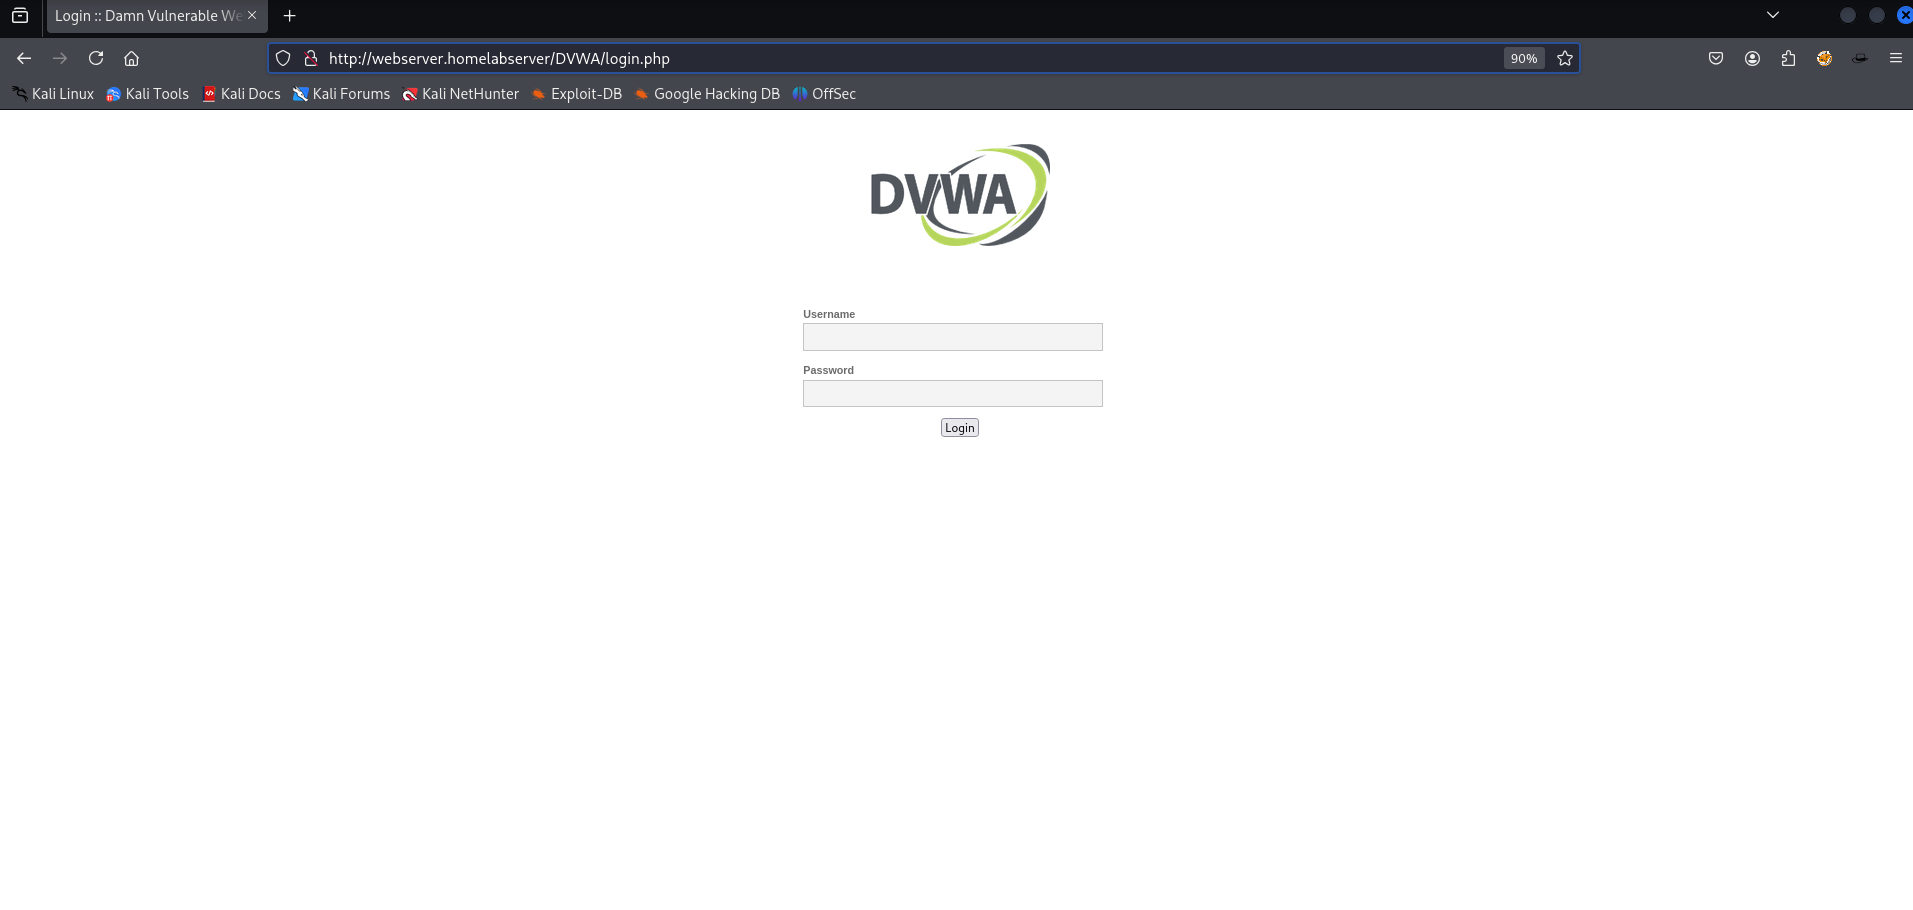 Login :: Damn Vulnerable We
http://webserver.homelabserver/DVWA/login.php 90%
Kali Linux Kali Tools Kali Docs Kali Forums Kali NetHunter Exploit-DB Google Hacking DB OffSec
DVWA
Username
Password
Login